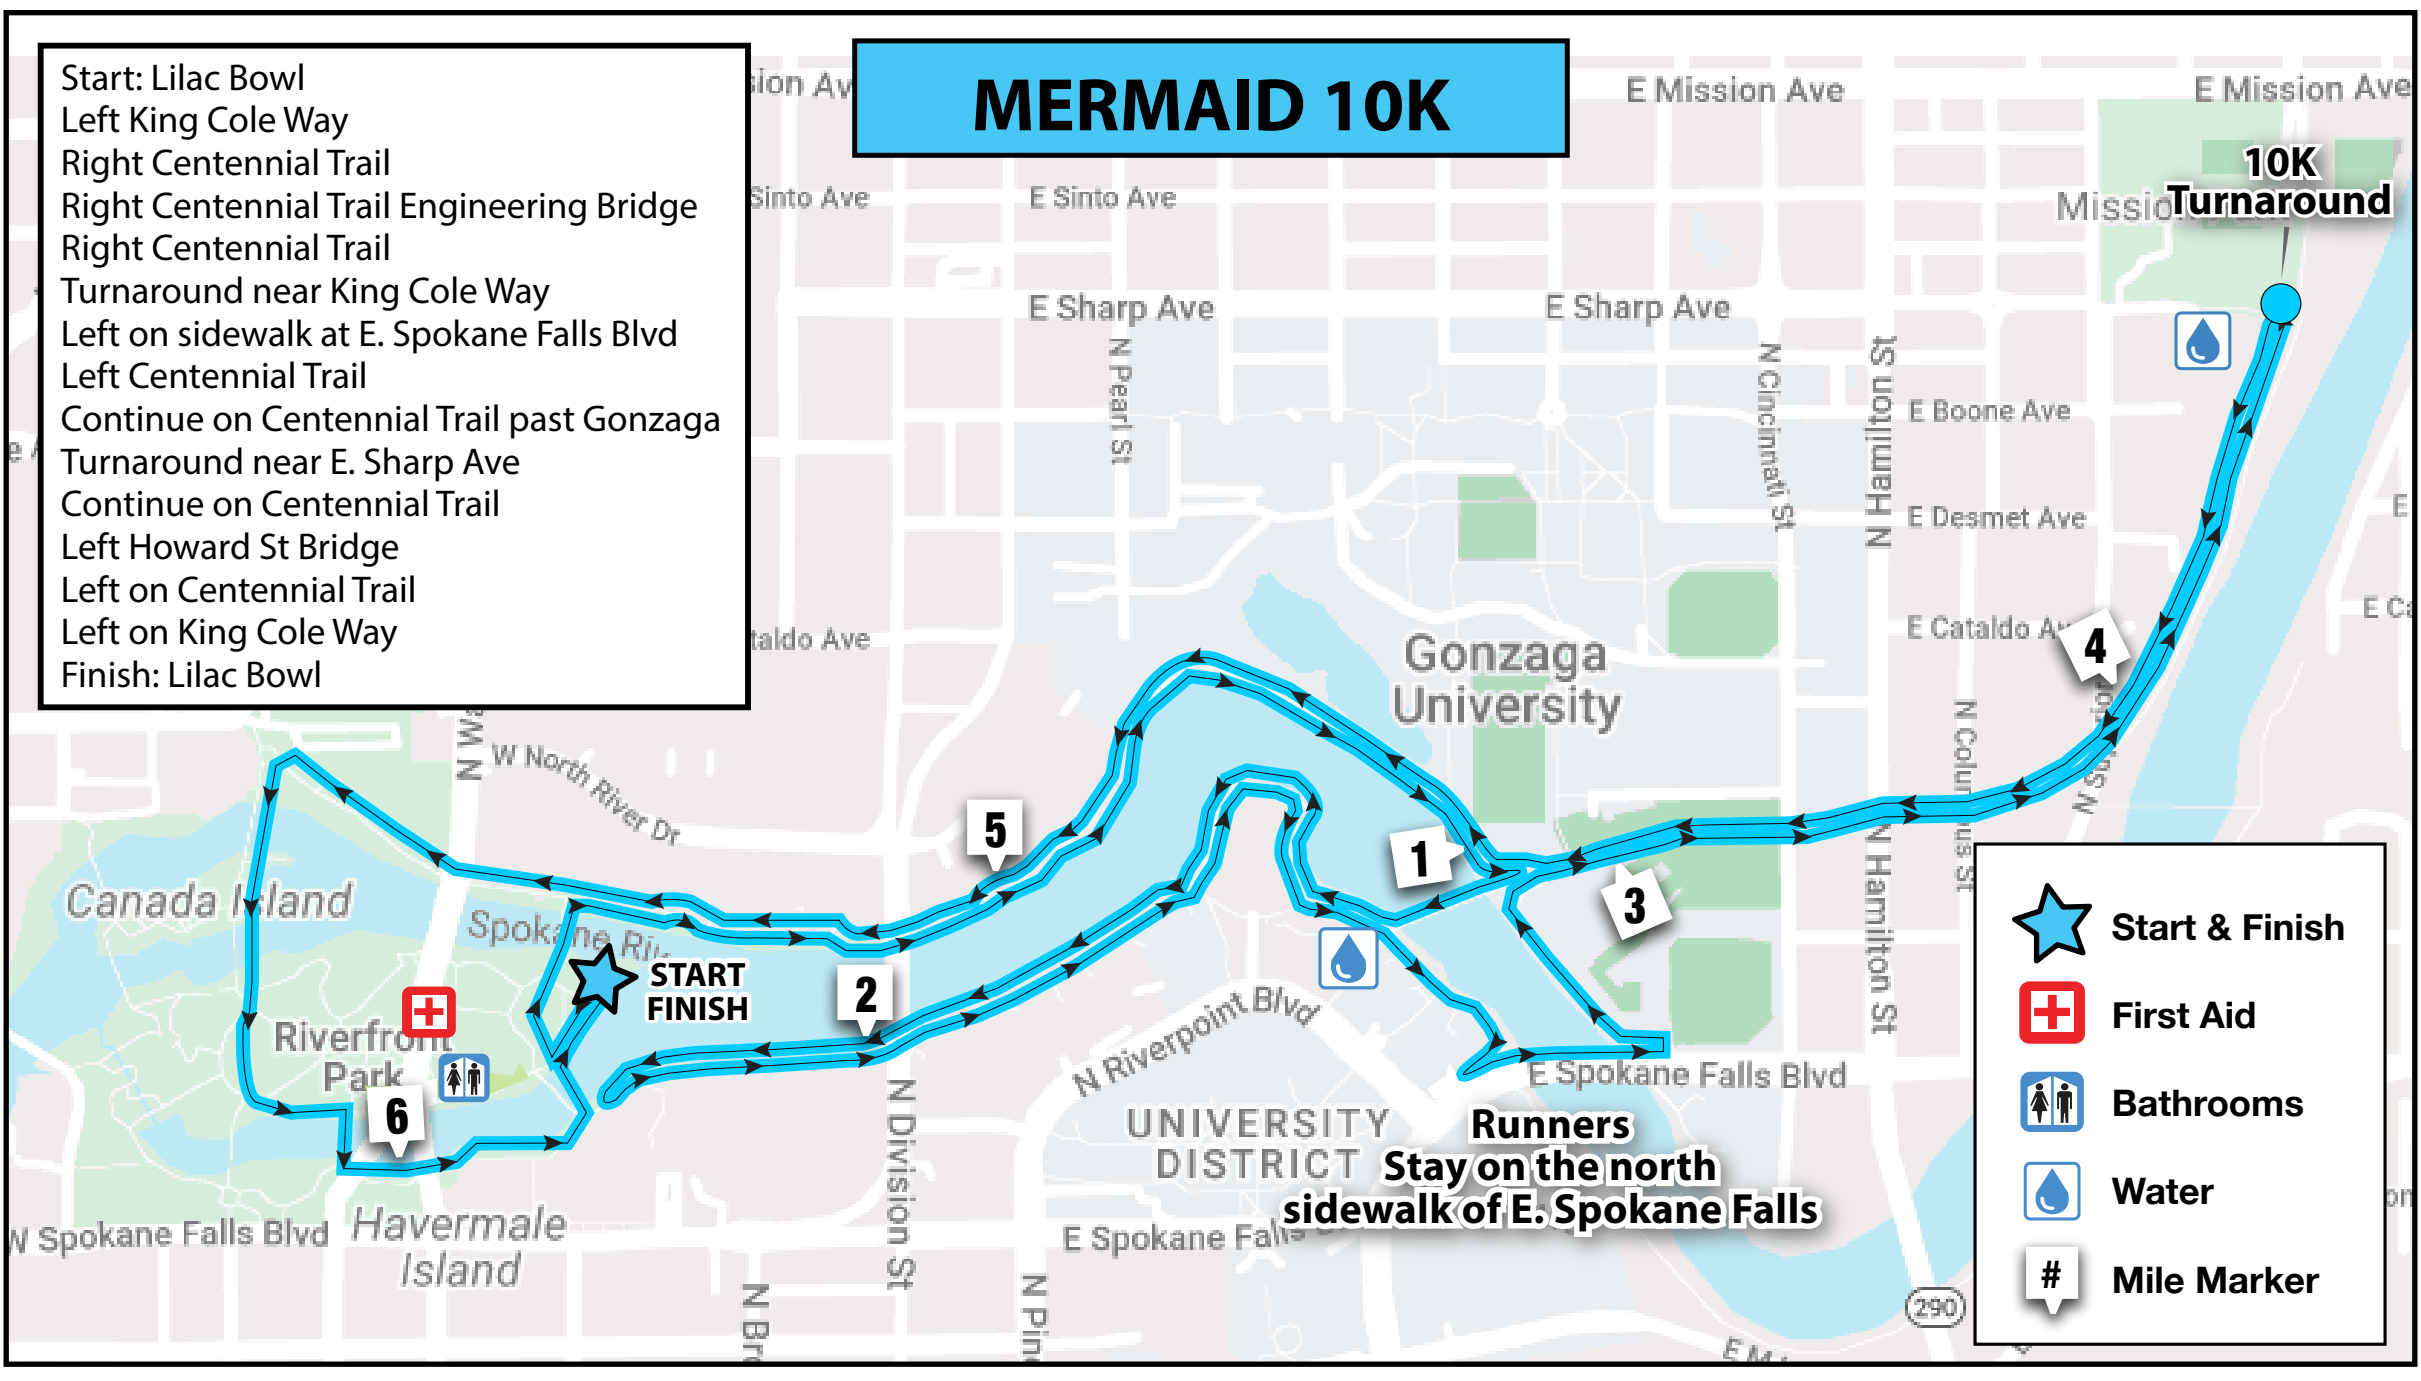 Start: Lilac Bowl
Left King Cole Way
Right Centennial Trail
Right Centennial Trail Engineering Bridge
Right Centennial Trail
Turnaround near King Cole Way
Left on sidewalk at E. Spokane Falls Blvd
Left Centennial Trail
Continue on Centennial Trail past Gonzaga
Turnaround near E. Sharp Ave
Continue on Centennial Trail
Left Howard St Bridge
Left on Centennial Trail
Left on King Cole Way
Finish: Lilac Bowl
MERMAID 10K
E Mission Ave
E Mission Ave
10K
Turnaround
Sinto Ave
E Sinto Ave
E Sharp Ave
E Sharp Ave
N Pearl St
N Cincinnati St
N Hamilton St
E Boone Ave
E Desmet Ave
E Cataldo
4
Gonzaga
University
W North River Dr
5
1
3
Canada Island
Spokane
START
FINISH
2
N Hamilton St
Riverfront
Park
6
N Riverpoint Blvd
E Spokane Falls Blvd
N Division St
UNIVERSITY
DISTRICT
Runners
Stay on the north
sidewalk of E. Spokane Falls
W Spokane Falls Blvd
Havermale
Island
E Spokane Falls
290
Start & Finish
First Aid
Bathrooms
Water
# Mile Marker